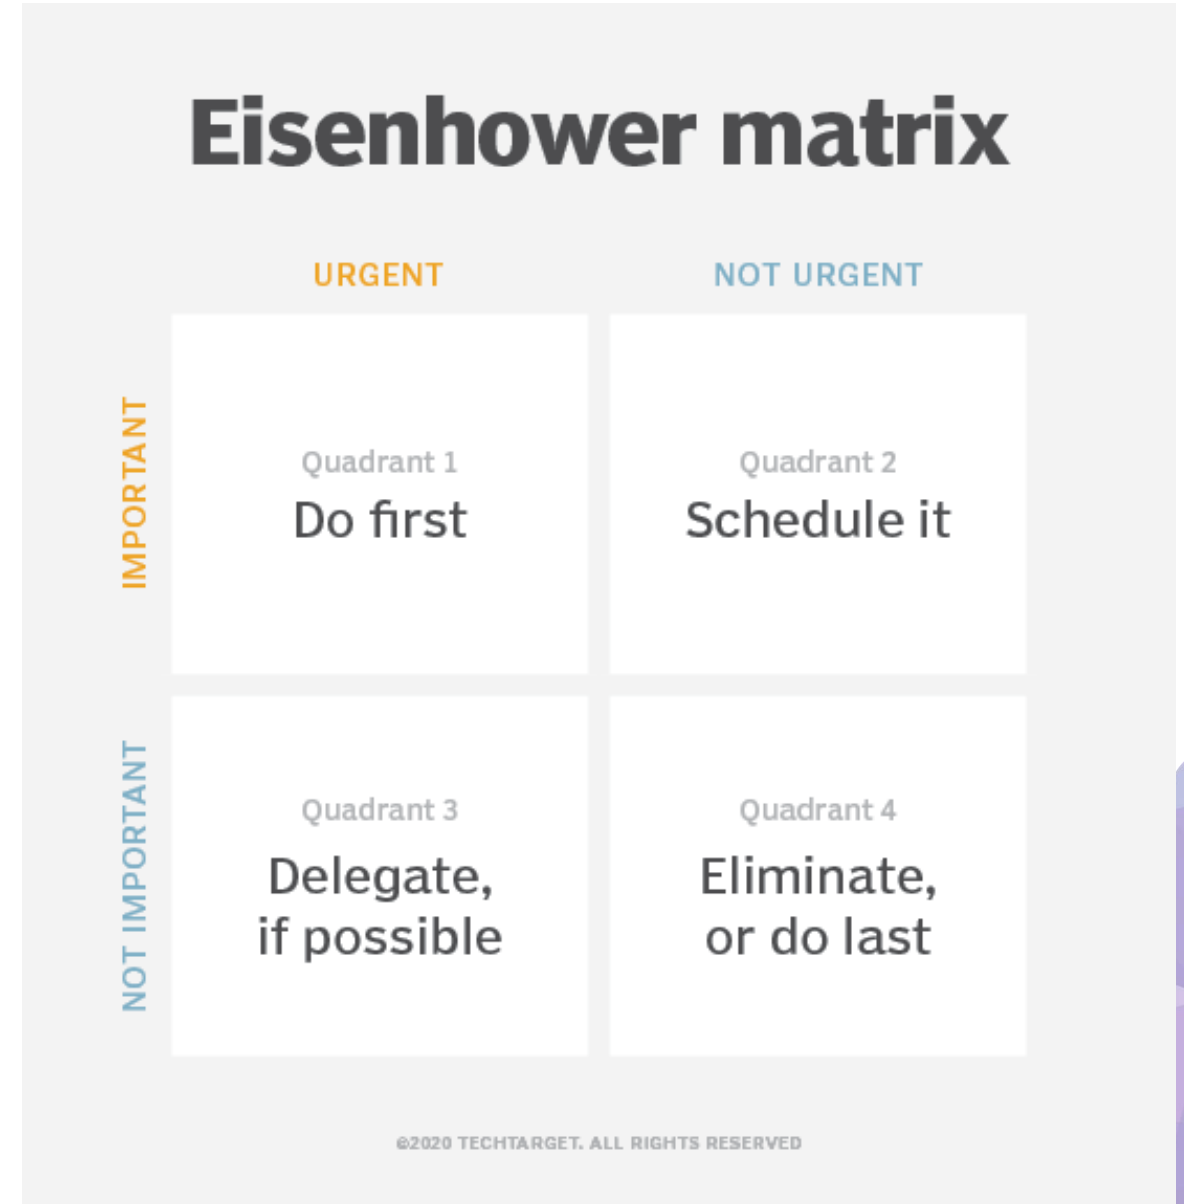 Eisenhower matrix
URGENT
NOT URGENT
IMPORTANT
Quadrant 1
Do first
Quadrant 2
Schedule it
NOT IMPORTANT
Quadrant 3
Delegate,
if possible
Quadrant 4
Eliminate,
or do last
©2020 TECHTARGET. ALL RIGHTS RESERVED